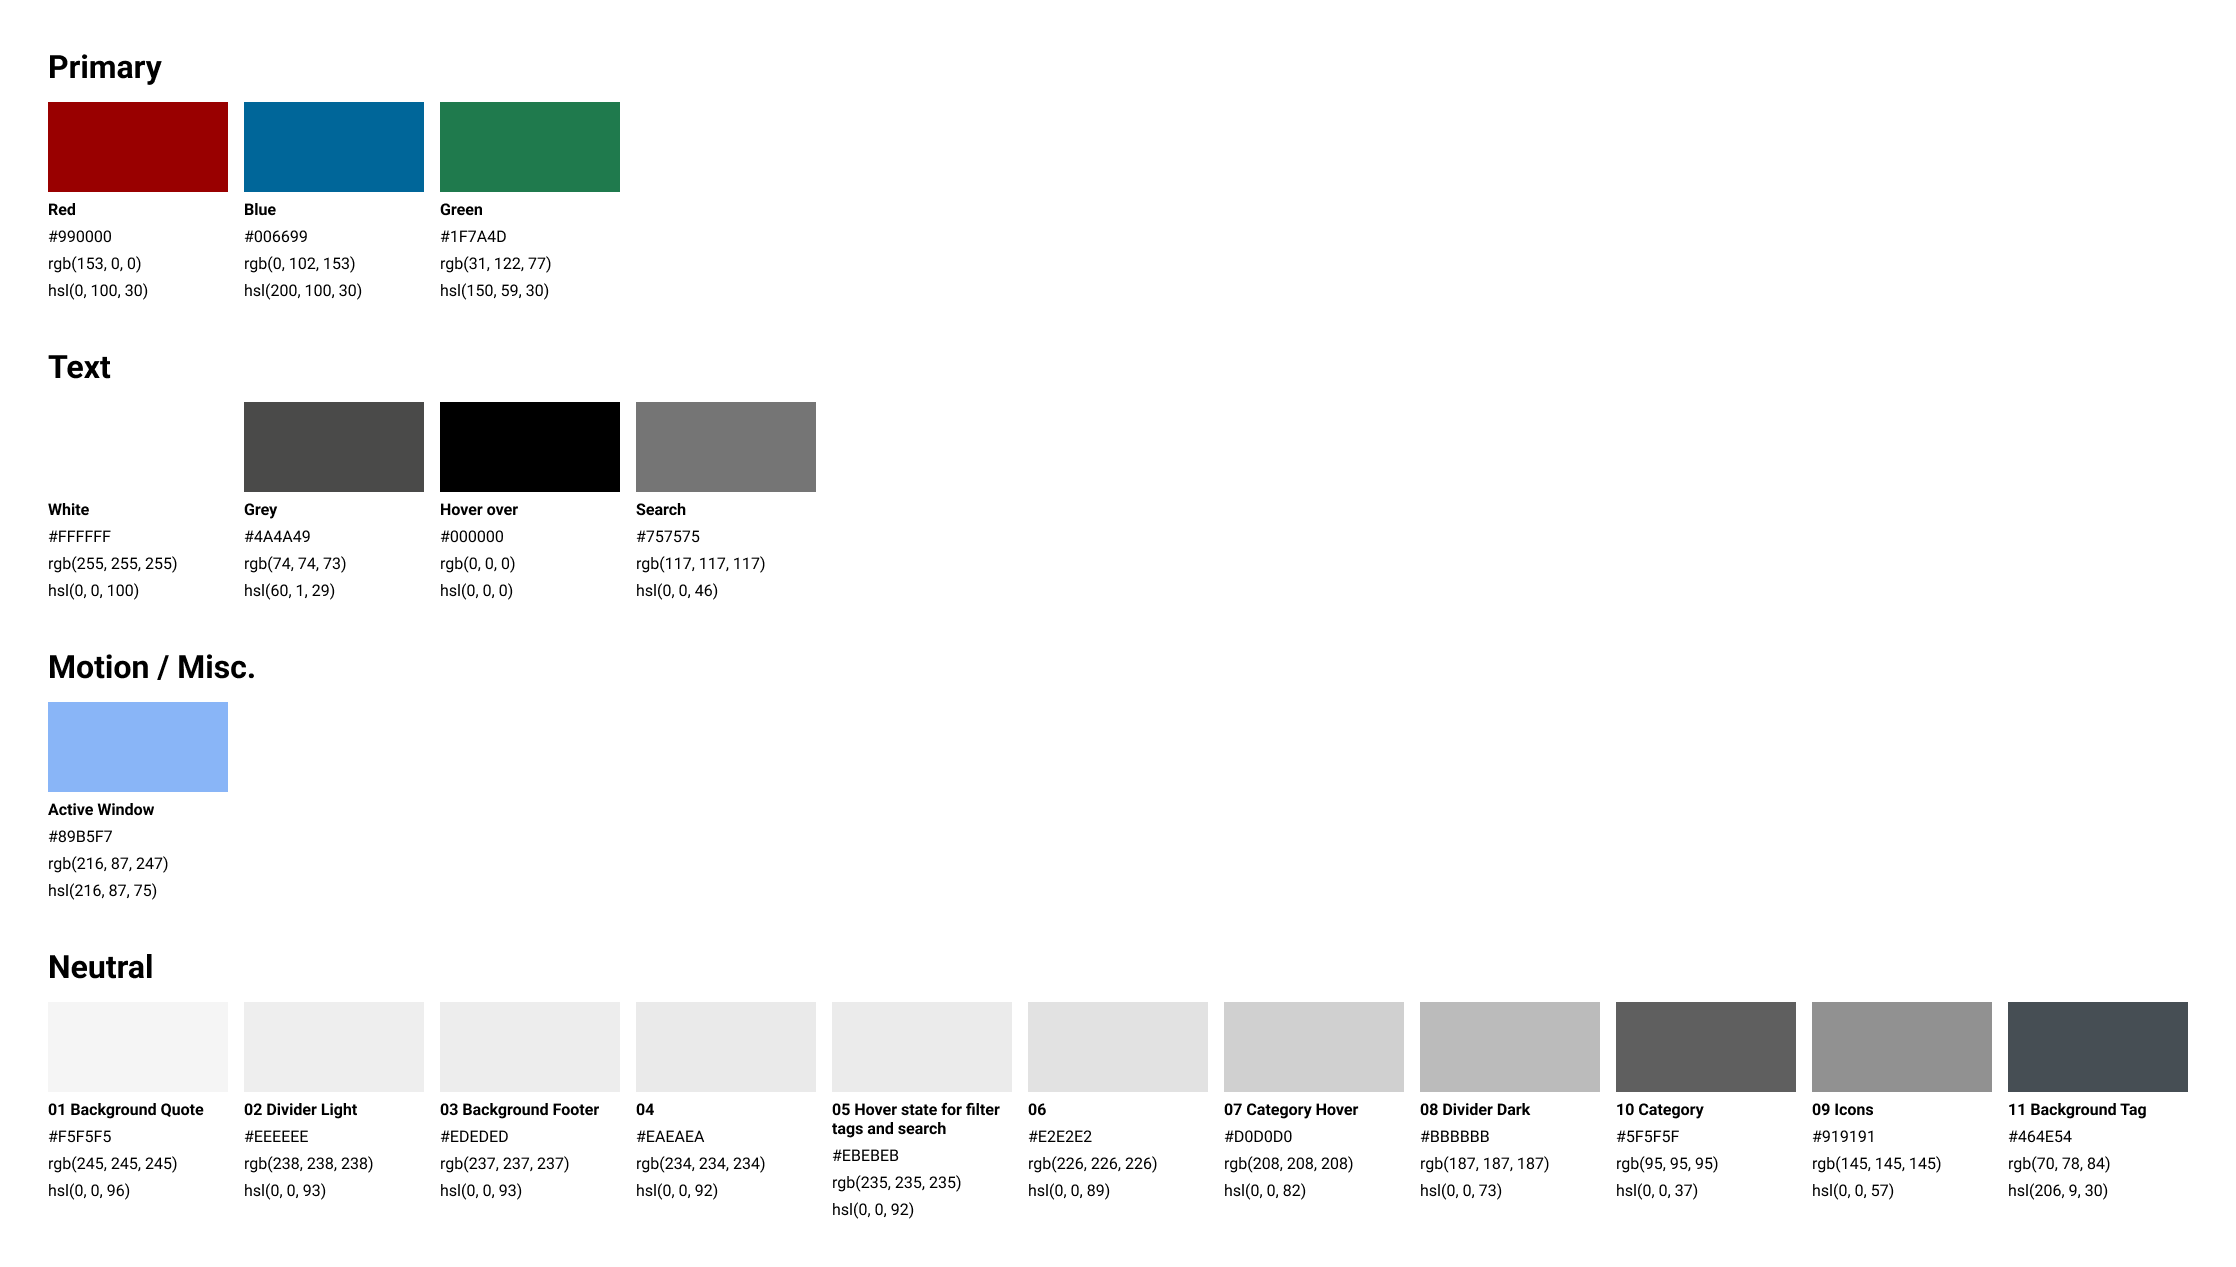 Primary
Red
#990000
rgb(153, 0, 0)
hsl(0, 100, 30)
Blue
#006699
rgb(0, 102, 153)
hsl(200, 100, 30)
Green
#1F7A4D
rgb(31, 122, 77)
hsl(150, 59, 30)
Text
White
#FFFFFF
rgb(255, 255, 255)
hsl(0, 0, 100)
Grey
#4A4A49
rgb(74, 74, 73)
hsl(60, 1, 29)
Hover over
#000000
rgb(0, 0, 0)
hsl(0, 0, 0)
Search
#757575
rgb(117, 117, 117)
hsl(0, 0, 46)
Motion / Misc.
Active Window
#89B5F7
rgb(216, 87, 247)
hsl(216, 87, 75)
Neutral
01 Background Quote
#F5F5F5
rgb(245, 245, 245)
hsl(0, 0, 96)
02 Divider Light
#EEEEEE
rgb(238, 238, 238)
hsl(0, 0, 93)
03 Background Footer
#EDEDED
rgb(237, 237, 237)
hsl(0, 0, 93)
04
#EAEAEA
rgb(234, 234, 234)
hsl(0, 0, 92)
05 Hover state for filter
tags and search
#EBEBEB
rgb(235, 235, 235)
hsl(0, 0, 92)
06
#E2E2E2
rgb(226, 226, 226)
hsl(0, 0, 89)
07 Category Hover
#D0D0D0
rgb(208, 208, 208)
hsl(0, 0, 82)
08 Divider Dark
#BBBBBB
rgb(187, 187, 187)
hsl(0, 0, 73)
10 Category
#5F5F5F
rgb(95, 95, 95)
hsl(0, 0, 37)
09 Icons
#919191
rgb(145, 145, 145)
hsl(0, 0, 57)
11 Background Tag
#464E54
rgb(70, 78, 84)
hsl(206, 9, 30)